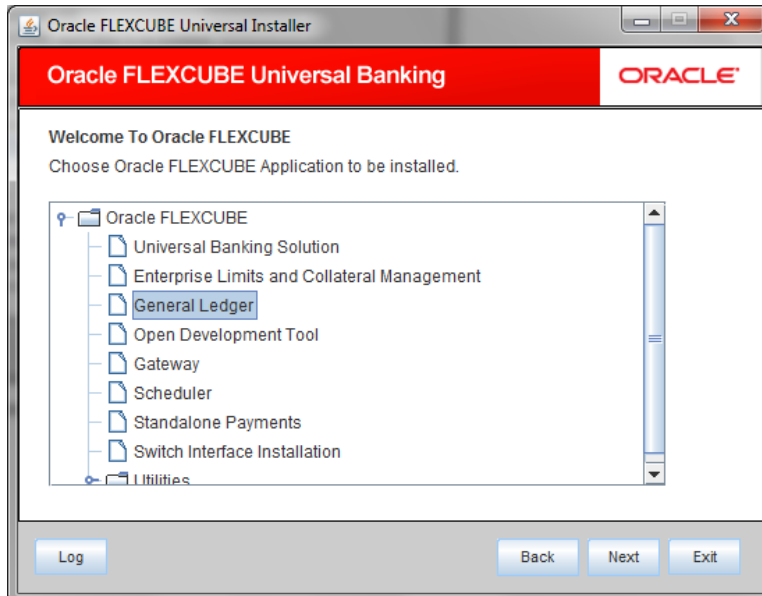 Oracle FLEXCUBE Universal Installer
Oracle FLEXCUBE Universal Banking
ORACLE
Welcome To Oracle FLEXCUBE
Choose Oracle FLEXCUBE Application to be installed.
Oracle FLEXCUBE
Universal Banking Solution
Enterprise Limits and Collateral Management
General Ledger
Open Development Tool
Gateway
Scheduler
Standalone Payments
Switch Interface Installation
Utilities
Log Back Next Exit